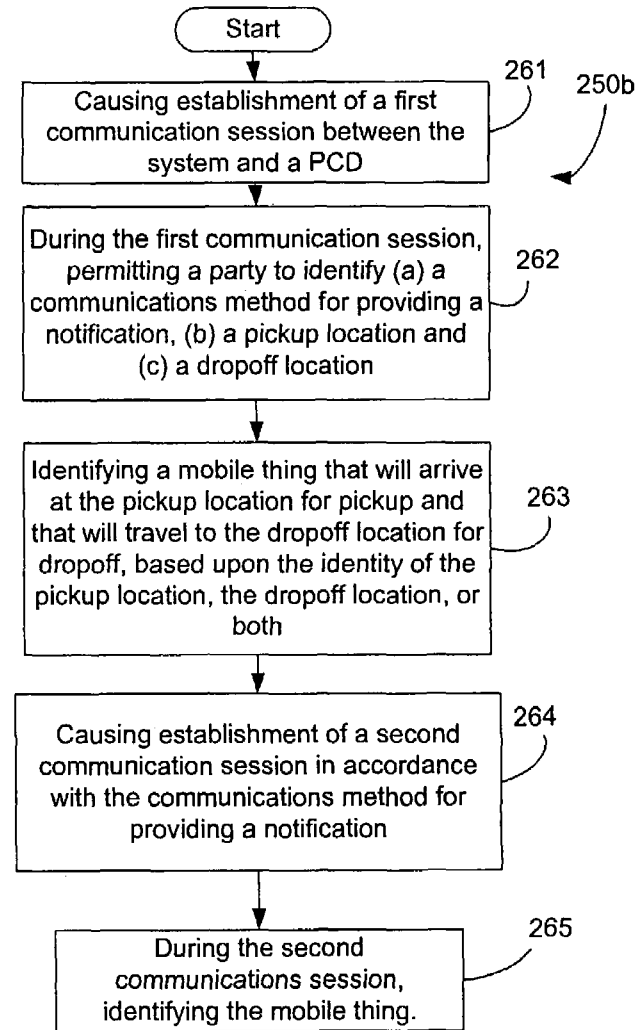 Start
261
250b
Causing establishment of a first
communication session between the
system and a PCD
During the first communication session,
permitting a party to identify (a) a
communications method for providing a
notification, (b) a pickup location and
(c) a dropoff location
262
Identifying a mobile thing that will arrive
at the pickup location for pickup and
that will travel to the dropoff location for
dropoff, based upon the identity of the
pickup location, the dropoff location, or
both
263
Causing establishment of a second
communication session in accordance
with the communications method for
providing a notification
264
During the second
communications session,
identifying the mobile thing.
265